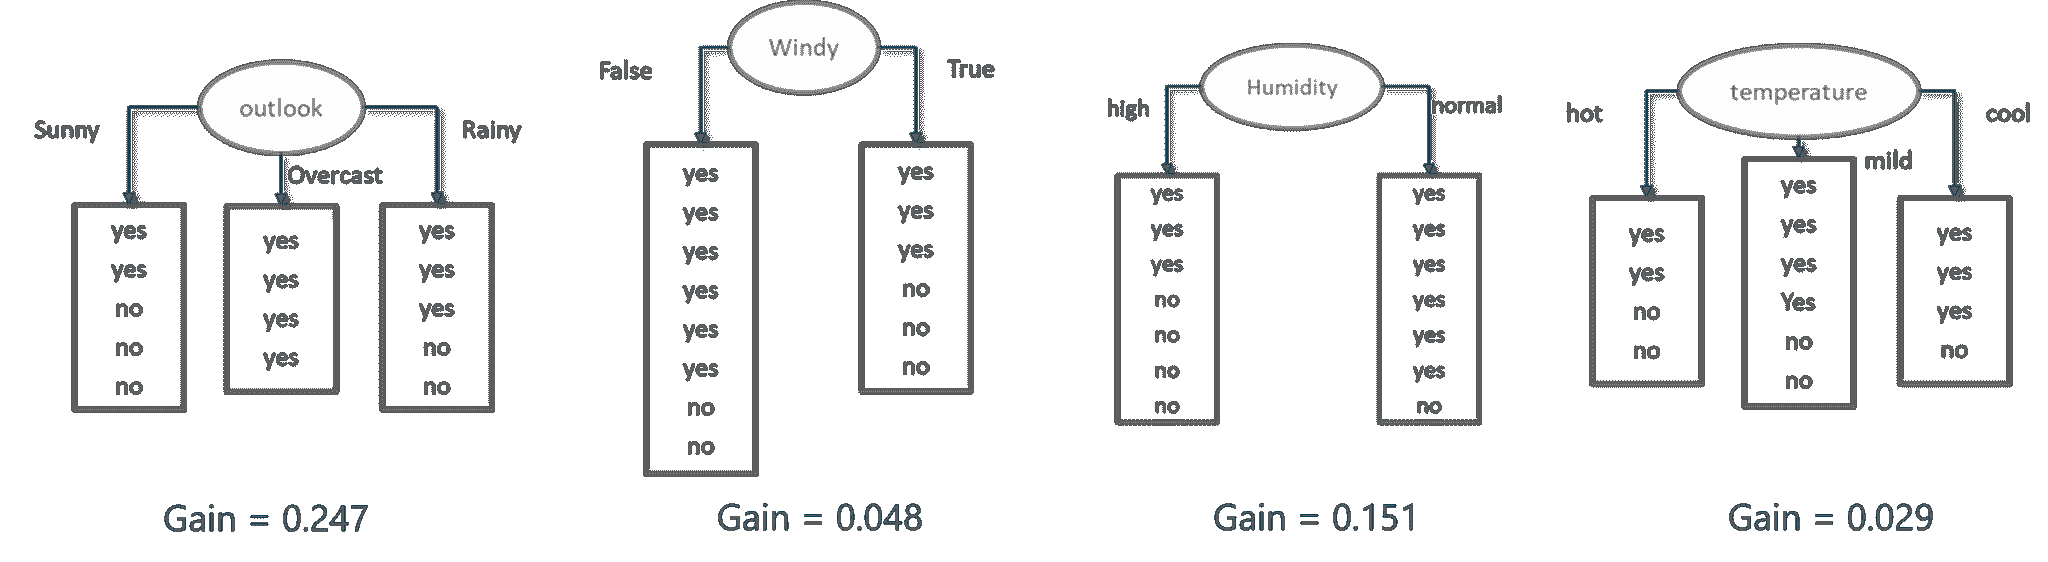 outlook
Sunny
Overcast
Rainy
yes
yes
no
no
no
yes
yes
yes
yes
yes
yes
yes
no
no
Gain = 0.247
Windy
False
True
yes
yes
yes
yes
yes
yes
no
no
yes
yes
yes
no
no
no
Gain = 0.048
Humidity
high
normal
yes
yes
yes
no
no
no
no
yes
yes
yes
yes
yes
yes
no
Gain = 0.151
temperature
hot
mild
cool
yes
yes
no
no
yes
yes
yes
Yes
no
no
yes
yes
yes
no
Gain = 0.029